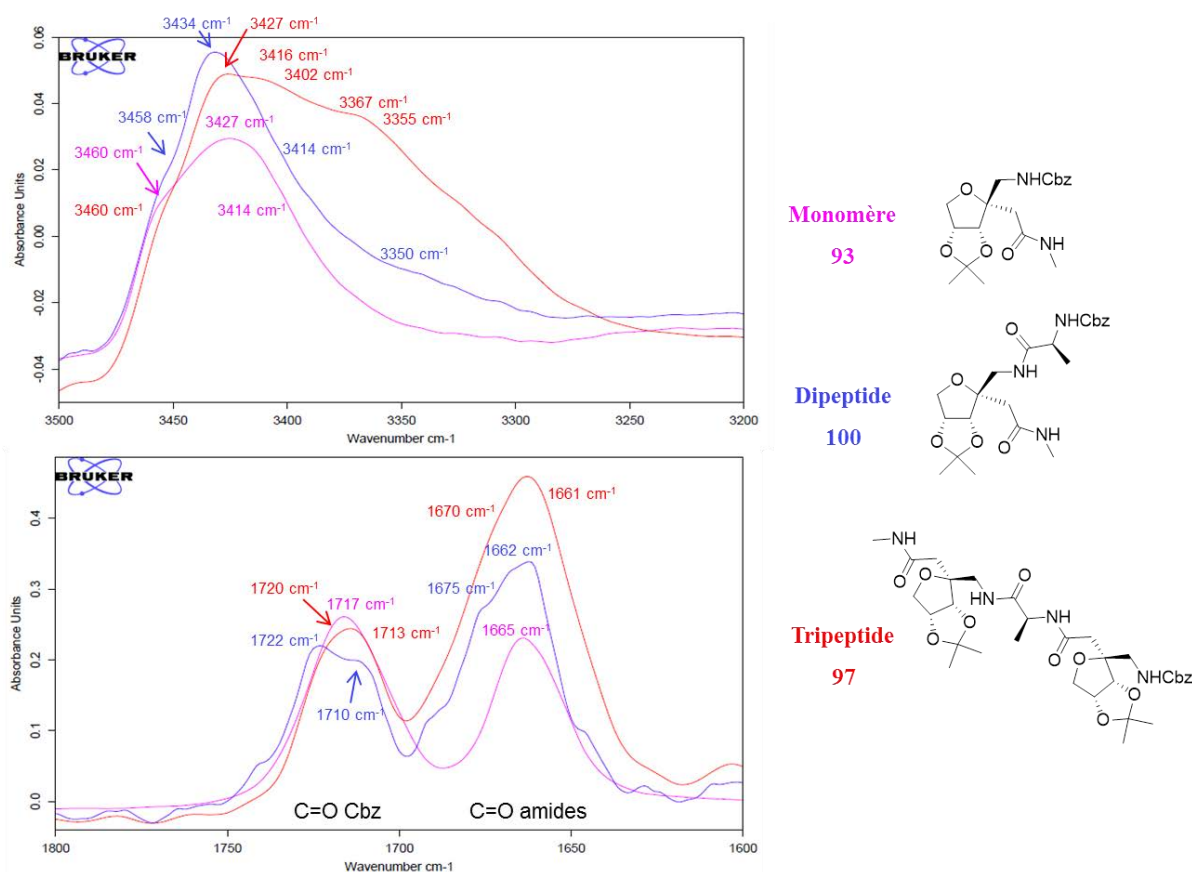 3434 cm-1
3427 cm-1
0.06
BRUKER
3416 cm-1
3402 cm-1
0.04
3367 cm-1
3458 cm-1
3427 cm-1
3355 cm-1
3460 cm-1
3414 cm-1
0.02
3460 cm-1
3414 cm-1
3350 cm-1
0.00
-0.02
-0.04
Absorbance Units
3500
3450
3400
3350
3300
3250
3200
Wavenumber cm-1
BRUKER
0.4
1670 cm-1
1661 cm-1
1662 cm-1
0.3
1720 cm-1
1717 cm-1
1675 cm-1
1722 cm-1
1713 cm-1
1665 cm-1
0.2
1710 cm-1
0.1
0.0
C=O Cbz
C=O amides
Absorbance Units
1800
1750
1700
1650
1600
Wavenumber cm-1
Monomère
93
NHCbz
O
O
O
O
NH
Dipeptide
100
NHCbz
O
NH
O
O
O
O
NH
Tripeptide
97
NH
O
O
NH
O
O
O
NH
O
O
NHCbz
O
O